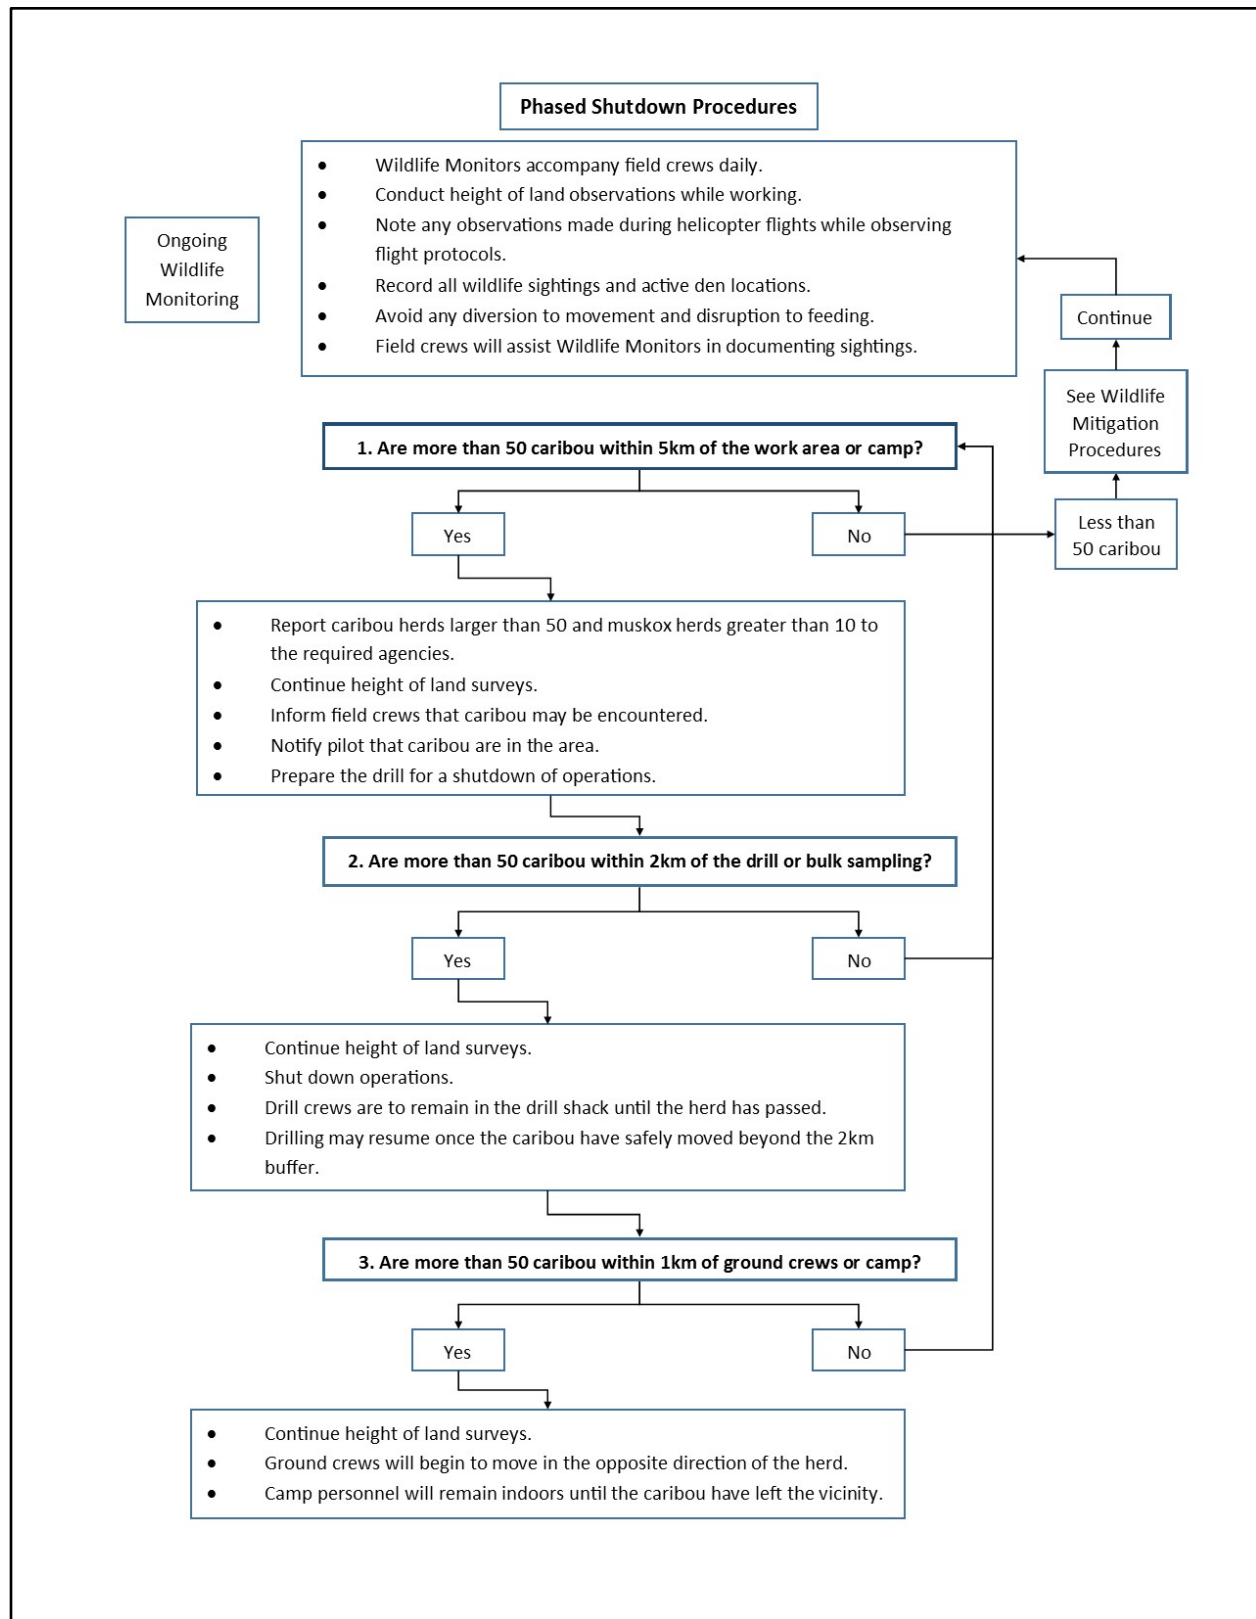 Phased Shutdown Procedures
• Wildlife Monitors accompany field crews daily.
• Conduct height of land observations while working.
• Note any observations made during helicopter flights while observing
flight protocols.
• Record all wildlife sightings and active den locations.
• Avoid any diversion to movement and disruption to feeding.
• Field crews will assist Wildlife Monitors in documenting sightings.
Ongoing
Wildlife
Monitoring
Continue
See Wildlife
Mitigation
Procedures
Less than
50 caribou
1. Are more than 50 caribou within 5km of the work area or camp?
Yes
No
• Report caribou herds larger than 50 and muskox herds greater than 10 to
the required agencies.
• Continue height of land surveys.
• Inform field crews that caribou may be encountered.
• Notify pilot that caribou are in the area.
• Prepare the drill for a shutdown of operations.
2. Are more than 50 caribou within 2km of the drill or bulk sampling?
Yes
No
• Continue height of land surveys.
• Shut down operations.
• Drill crews are to remain in the drill shack until the herd has passed.
• Drilling may resume once the caribou have safely moved beyond the 2km
buffer.
3. Are more than 50 caribou within 1km of ground crews or camp?
Yes
No
• Continue height of land surveys.
• Ground crews will begin to move in the opposite direction of the herd.
• Camp personnel will remain indoors until the caribou have left the vicinity.